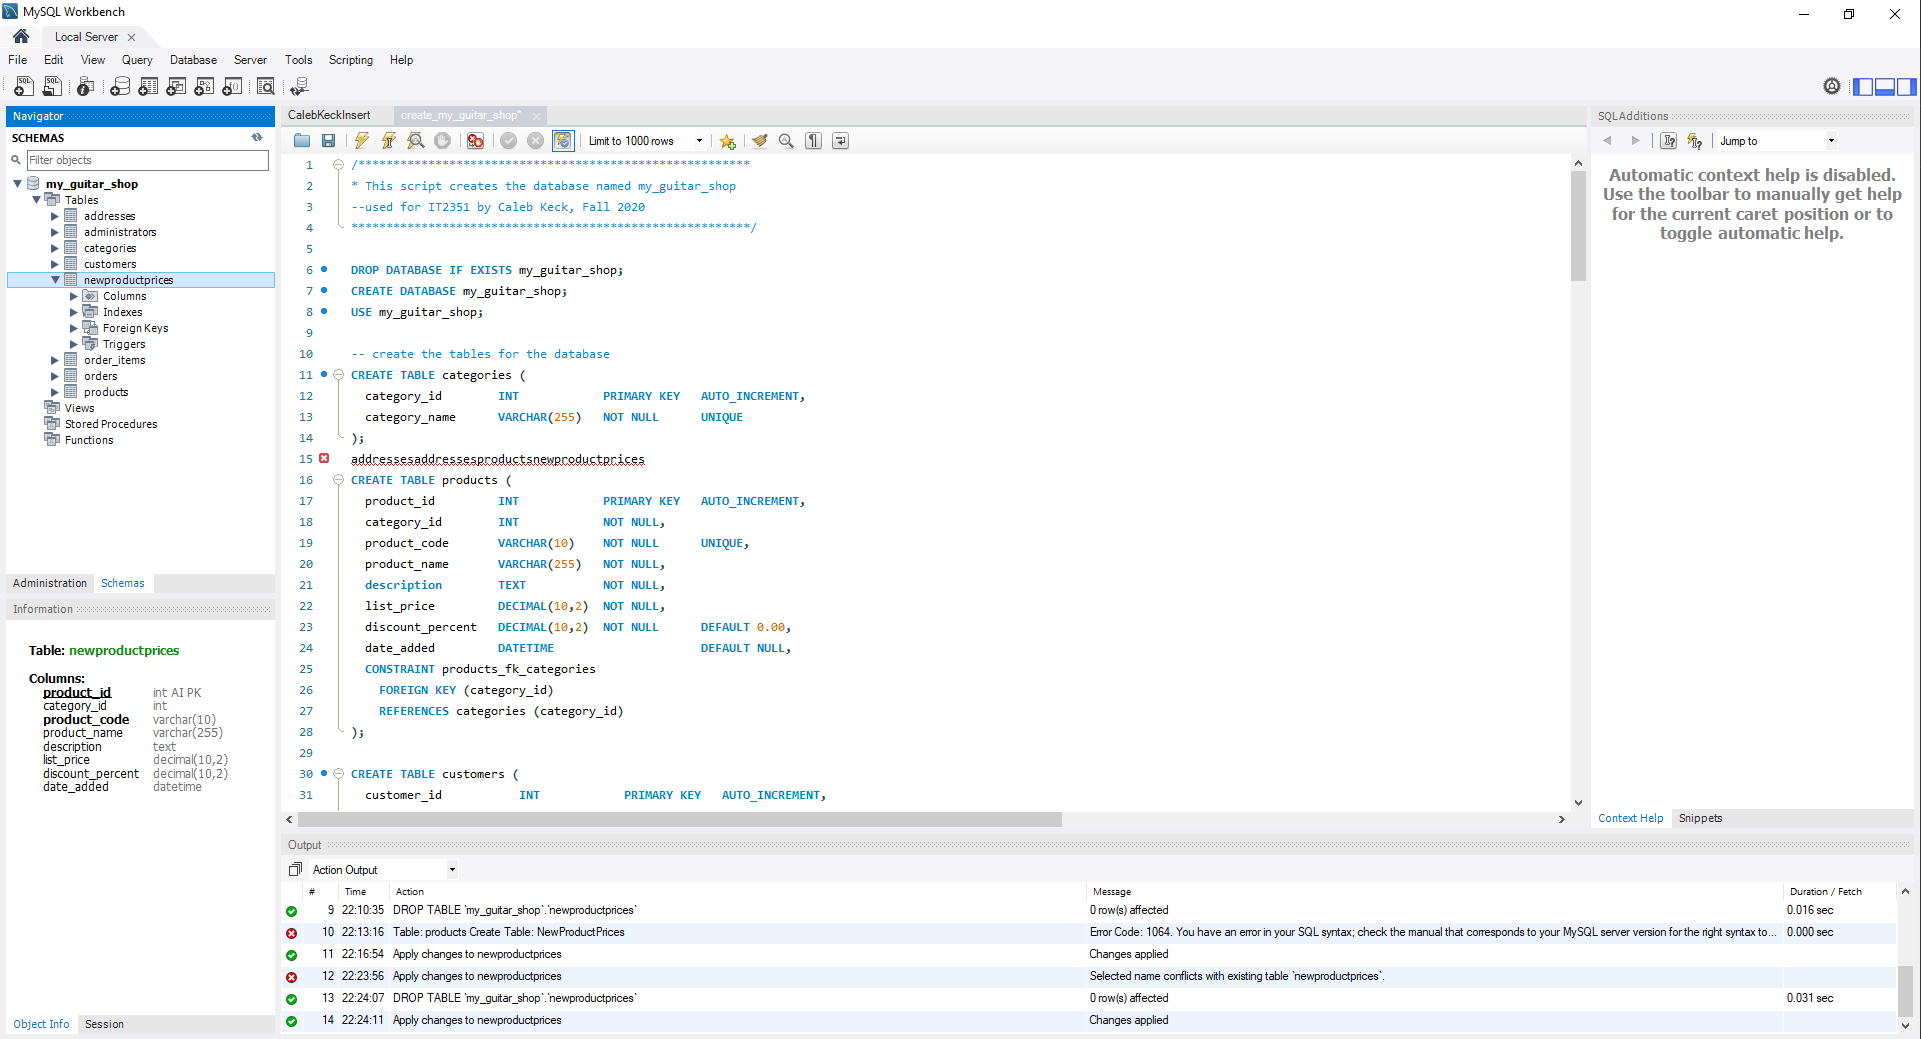 MySQL Workbench
Local Server
File Edit View Query Database Server Tools Scripting Help
Navigator
SCHEMAS
Filter objects
my_guitar_shop
Tables
addresses
administrators
categories
customers
newproductprices
Columns
Indexes
Foreign Keys
Triggers
order_items
orders
products
Views
Stored Procedures
Functions
Administration Schemas
Information
Table: newproductprices
Columns:
product_id int AI PK
category_id int
product_code varchar(10)
product_name varchar(255)
description text
list_price decimal(10,2)
discount_percent decimal(10,2)
date_added datetime
Object Info Session
CalebKeckInsert create_my_guitar_shop*
Limit to 1000 rows
1 /********************************************************
2 * This script creates the database named my_guitar_shop
3 --used for IT2351 by Caleb Keck, Fall 2020
4 *********************************************************/
5
6 DROP DATABASE IF EXISTS my_guitar_shop;
7 CREATE DATABASE my_guitar_shop;
8 USE my_guitar_shop;
9
10 -- create the tables for the database
11 CREATE TABLE categories (
12 category_id INT PRIMARY KEY AUTO_INCREMENT,
13 category_name VARCHAR(255) NOT NULL UNIQUE
14 );
15 addressesaddressesproductsnewproductprices
16 CREATE TABLE products (
17 product_id INT PRIMARY KEY AUTO_INCREMENT,
18 category_id INT NOT NULL,
19 product_code VARCHAR(10) NOT NULL UNIQUE,
20 product_name VARCHAR(255) NOT NULL,
21 description TEXT NOT NULL,
22 list_price DECIMAL(10,2) NOT NULL,
23 discount_percent DECIMAL(10,2) NOT NULL DEFAULT 0.00,
24 date_added DATETIME DEFAULT NULL,
25 CONSTRAINT products_fk_categories
26 FOREIGN KEY (category_id)
27 REFERENCES categories (category_id)
28 );
29
30 CREATE TABLE customers (
31 customer_id INT PRIMARY KEY AUTO_INCREMENT,
SQLAdditions
Jump to
Automatic context help is disabled.
Use the toolbar to manually get help
for the current caret position or to
toggle automatic help.
Context Help Snippets
Output
Action Output
# Time Action Message Duration / Fetch
9 22:10:35 DROP TABLE `my_guitar_shop`.`newproductprices` 0 row(s) affected 0.016 sec
10 22:13:16 Table: products Create Table: NewProductPrices Error Code: 1064. You have an error in your SQL syntax; check the manual that corresponds to your MySQL server version for the right syntax to... 0.000 sec
11 22:16:54 Apply changes to newproductprices Changes applied
12 22:23:56 Apply changes to newproductprices Selected name conflicts with existing table `newproductprices`.
13 22:24:07 DROP TABLE `my_guitar_shop`.`newproductprices` 0 row(s) affected 0.031 sec
14 22:24:11 Apply changes to newproductprices Changes applied